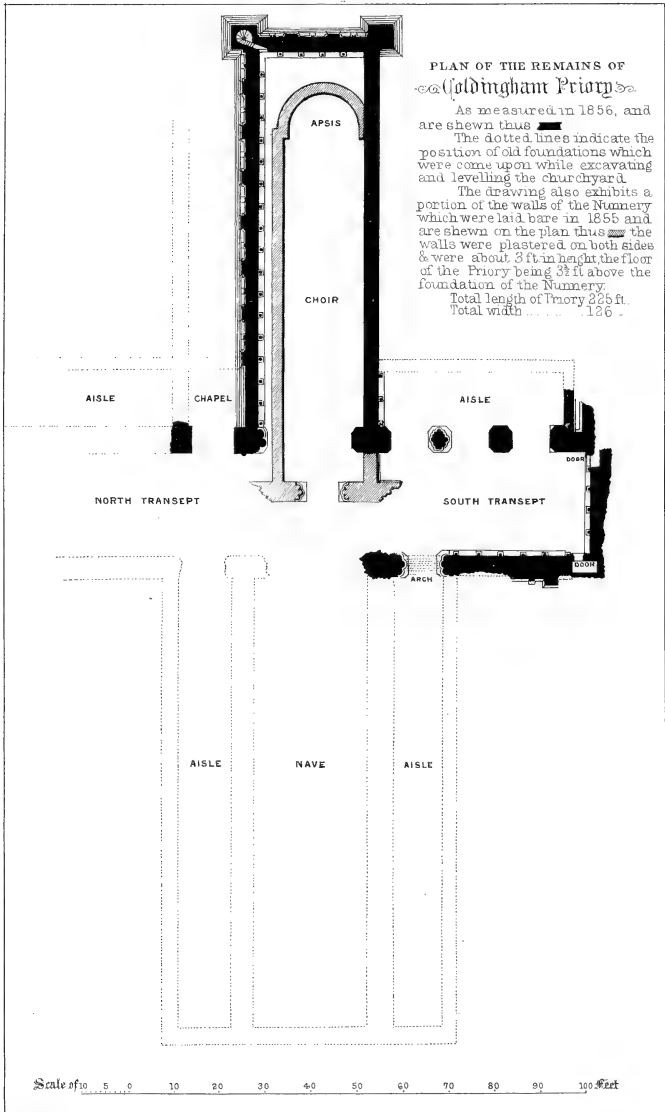 PLAN OF THE REMAINS OF
Coldingham Priory
As measured in 1856, and
are shewn thus
The dotted lines indicate the
position of old foundations which
were come upon while excavating
and levelling the churchyard
The drawing also exhibits a
portion of the walls of the Nunnery
which were laid bare in 1855 and
are shewn on the plan thus the
walls were plastered on both sides
& were about 3 ft. in height, the floor
of the Priory being 3½ ft above the
foundation of the Nunnery.
Total length of Priory 225 ft.
Total width ........ 126 -
APSIS
CHOIR
AISLE
CHAPEL
AISLE
DOOR
NORTH TRANSEPT
SOUTH TRANSEPT
DOOR
ARCH
AISLE
NAVE
AISLE
Scale of 10 5 0 10 20 30 40 50 60 70 80 90 100 Feet